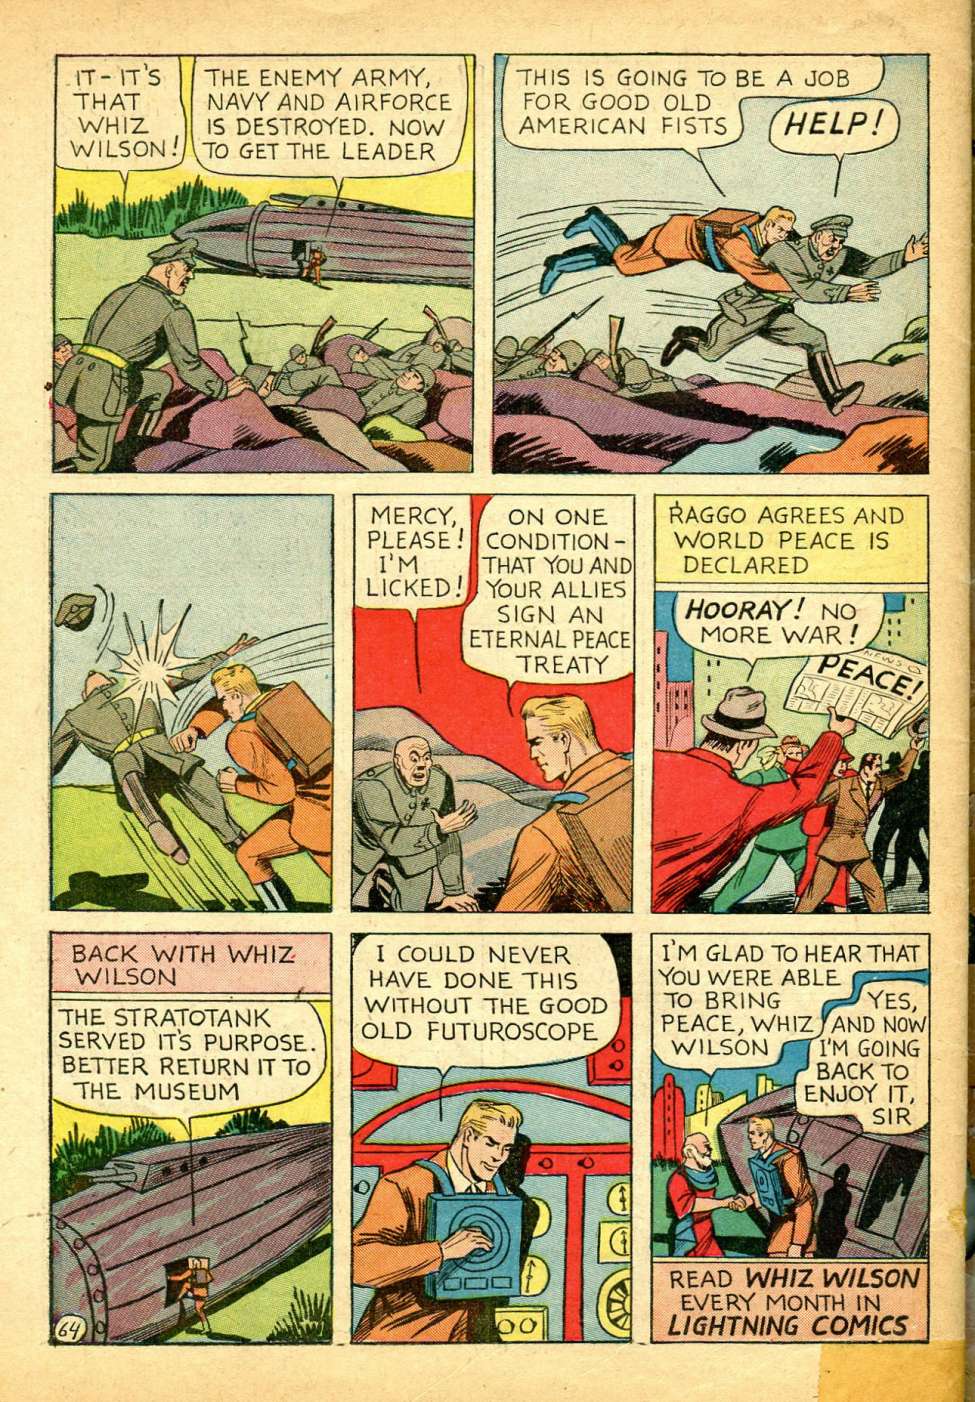 IT-IT'S
THAT
WHIZ
WILSON!
THE ENEMY ARMY,
NAVY AND AIRFORCE
IS DESTROYED. NOW
TO GET THE LEADER
THIS IS GOING TO BE A JOB
FOR GOOD OLD
AMERICAN FISTS
HELP!
MERCY,
PLEASE!
I'M
LICKED!
ON ONE
CONDITION-
THAT YOU AND
YOUR ALLIES
SIGN AN
ETERNAL PEACE
TREATY
RAGGO AGREES AND
WORLD PEACE IS
DECLARED
HOORAY! NO
MORE WAR!
NEWS
PEACE!
BACK WITH WHIZ
WILSON
THE STRATOTANK
SERVED IT'S PURPOSE.
BETTER RETURN IT TO
THE MUSEUM
64
I COULD NEVER
HAVE DONE THIS
WITHOUT THE GOOD
OLD FUTUROSCOPE
I'M GLAD TO HEAR THAT
YOU WERE ABLE
TO BRING
PEACE, WHIZ
WILSON
YES,
AND NOW
I'M GOING
BACK TO
ENJOY IT,
SIR
READ WHIZ WILSON
EVERY MONTH IN
LIGHTNING COMICS